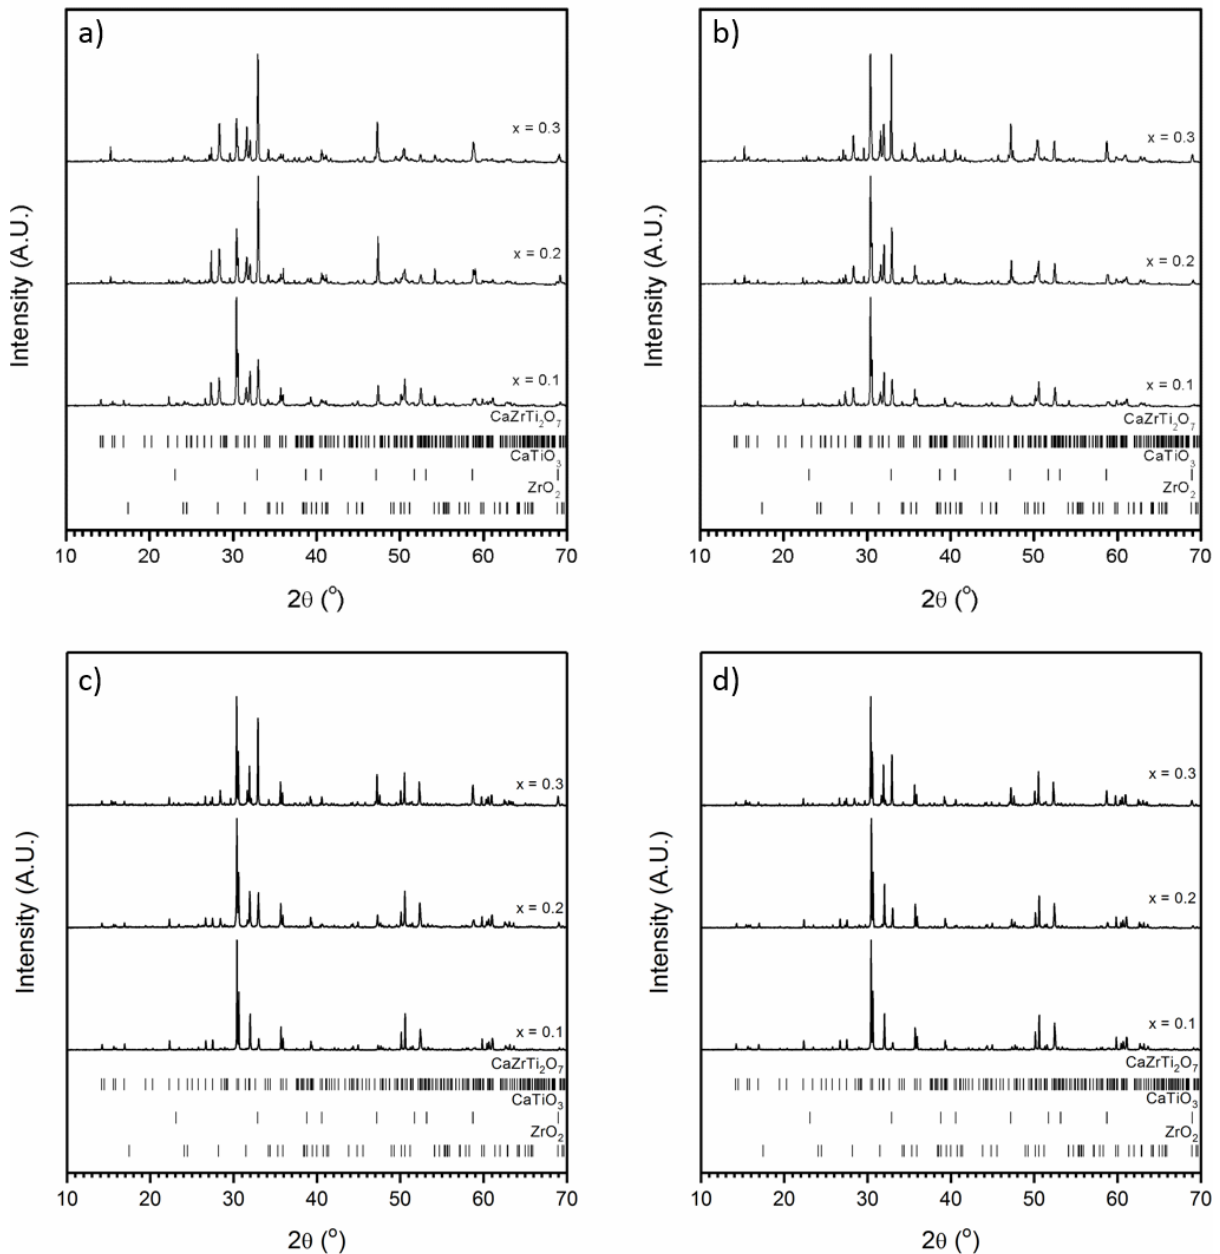 a)
x = 0.3
x = 0.2
x = 0.1
CaZrTi₂O₇
CaTiO₃
ZrO₂
Intensity (A.U.)
10 20 30 40 50 60 70
2θ (°)
b)
x = 0.3
x = 0.2
x = 0.1
CaZrTi₂O₇
CaTiO₃
ZrO₂
Intensity (A.U.)
10 20 30 40 50 60 70
2θ (°)
c)
x = 0.3
x = 0.2
x = 0.1
CaZrTi₂O₇
CaTiO₃
ZrO₂
Intensity (A.U.)
10 20 30 40 50 60 70
2θ (°)
d)
x = 0.3
x = 0.2
x = 0.1
CaZrTi₂O₇
CaTiO₃
ZrO₂
Intensity (A.U.)
10 20 30 40 50 60 70
2θ (°)